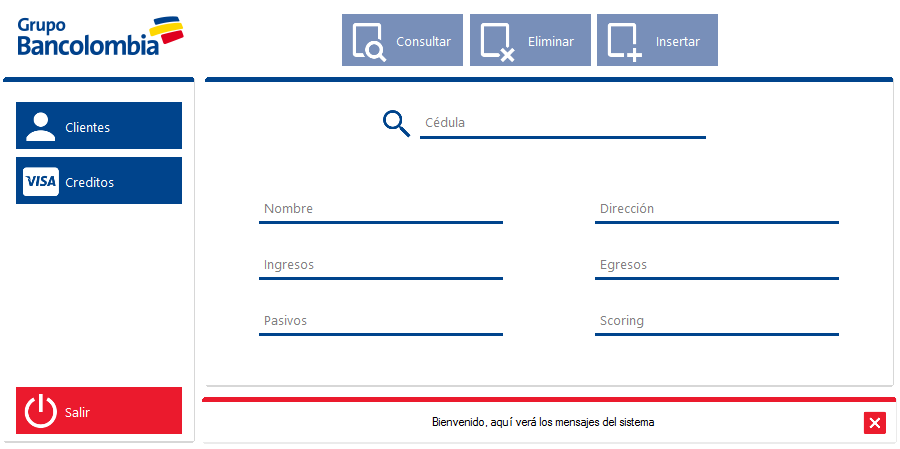 Grupo
Bancolombia
Consultar
Eliminar
Insertar
Clientes
VISA
Creditos
Salir
Cédula
Nombre
Dirección
Ingresos
Egresos
Pasivos
Scoring
Bienvenido, aquí verá los mensajes del sistema